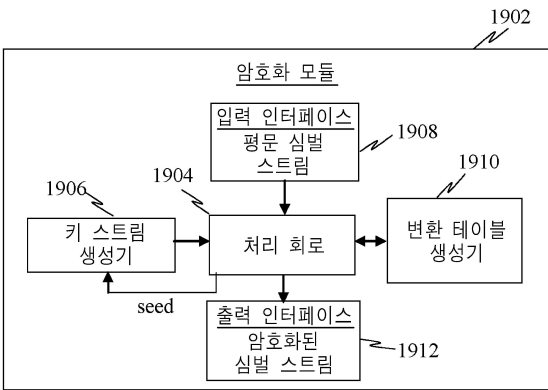 1902
암호화 모듈
입력 인터페이스
평문 심벌
스트림
1908
1910
1904
1906
키 스트림
생성기
처리 회로
변환 테이블
생성기
seed
출력 인터페이스
암호화된
심벌 스트림
1912